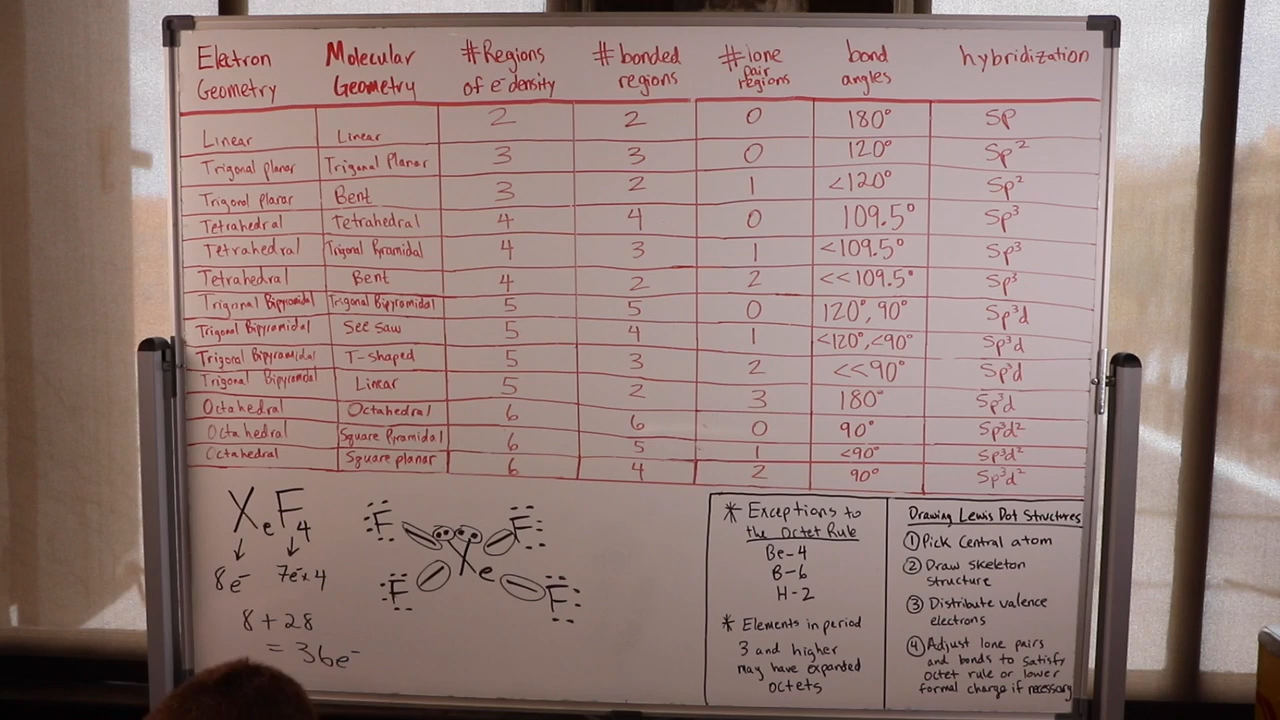 Electron Geometry | Molecular Geometry | #Regions of e⁻ density | # bonded regions | # lone pair regions | bond angles | hybridization
Linear | Linear | 2 | 2 | 0 | 180° | Sp
Trigonal planar | Trigonal Planar | 3 | 3 | 0 | 120° | Sp²
Trigonal planar | Bent | 3 | 2 | 1 | <120° | Sp²
Tetrahedral | Tetrahedral | 4 | 4 | 0 | 109.5° | Sp³
Tetrahedral | Trigonal Pyramidal | 4 | 3 | 1 | <109.5° | Sp³
Tetrahedral | Bent | 4 | 2 | 2 | <<109.5° | Sp³
Trigonal Bipyramidal | Trigonal Bipyramidal | 5 | 5 | 0 | 120°, 90° | Sp³d
Trigonal Bipyramidal | See saw | 5 | 4 | 1 | <120°,<90° | Sp³d
Trigonal Bipyramidal | T-shaped | 5 | 3 | 2 | <<90° | Sp³d
Trigonal Bipyramidal | Linear | 5 | 2 | 3 | 180° | Sp³d
Octahedral | Octahedral | 6 | 6 | 0 | 90° | Sp³d²
Octahedral | Square Pyramidal | 6 | 5 | 1 | <90° | Sp³d²
Octahedral | Square planar | 6 | 4 | 2 | 90° | Sp³d²
XeF₄
8e⁻ 7e⁻x4
8 + 28
= 36e⁻
F F
Xe
F F
* Exceptions to
the Octet Rule
Be-4
B-6
H-2
* Elements in period
3 and higher
may have expanded
octets
Drawing Lewis Dot Structures
① Pick Central atom
② Draw skeleton
structure
③ Distribute valence
electrons
④ Adjust lone pairs
and bonds to satisfy
octet rule or lower
formal charge if necessary